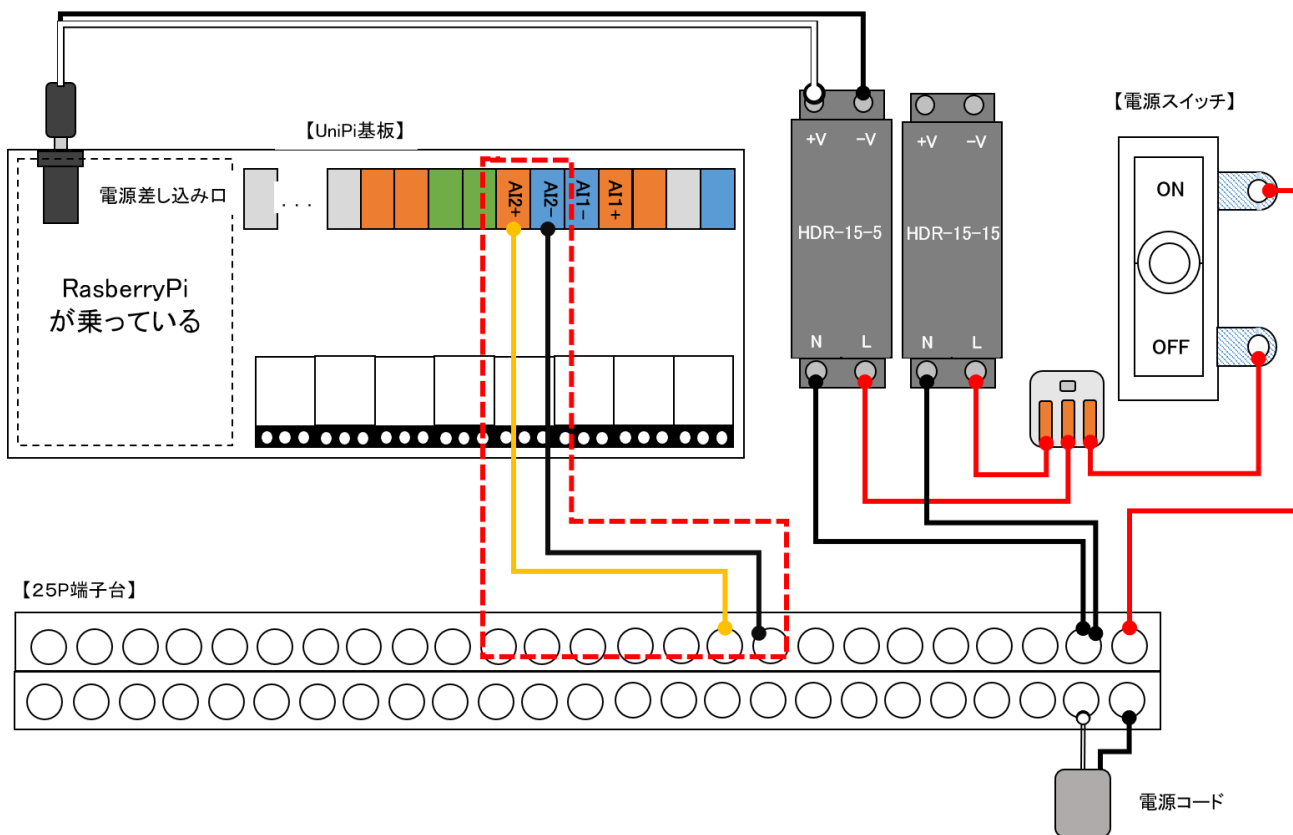 【UniPi基板】
電源差し込み口
...
AI2+
AI2-
AI1-
AI1+
RasberryPi
が乗っている
+V
-V
HDR-15-5
N
L
+V
-V
HDR-15-15
N
L
【電源スイッチ】
ON
OFF
【25P端子台】
電源コード